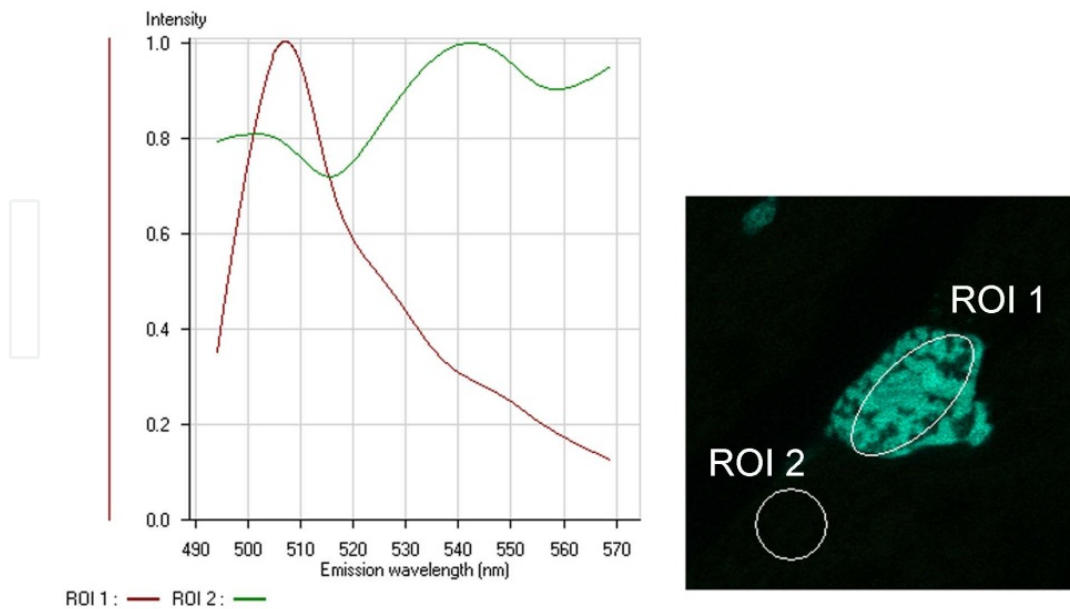 Intensity
1.0
0.8
0.6
0.4
0.2
0.0
490 500 510 520 530 540 550 560 570
Emission wavelength (nm)
ROI 1 : ROI 2 :
ROI 1
ROI 2